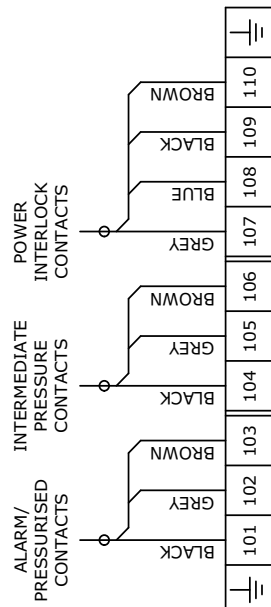 ALARM/
PRESSURISED
CONTACTS
INTERMEDIATE
PRESSURE
CONTACTS
POWER
INTERLOCK
CONTACTS
BLACK
GREY
BROWN
BLACK
GREY
BROWN
GREY
BLUE
BLACK
BROWN
101
102
103
104
105
106
107
108
109
110